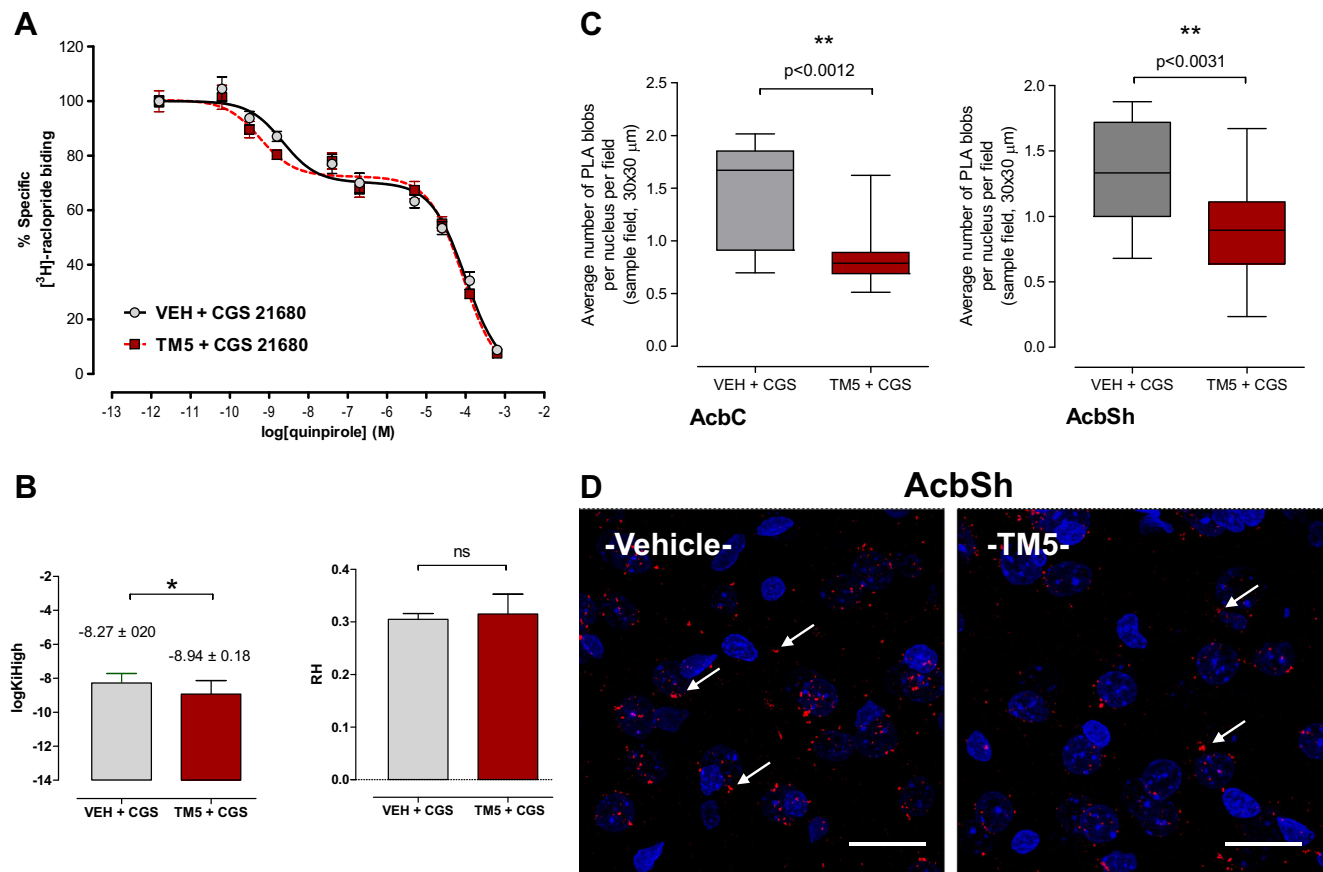 A
120
100
80
60
40
20
0
% Specific
[³H]-raclopride biding
VEH + CGS 21680
TM5 + CGS 21680
-13 -12 -11 -10 -9 -8 -7 -6 -5 -4 -3 -2
log[quinpirole] (M)
C
**
p<0.0012
2.5
2.0
1.5
1.0
0.5
0.0
Average number of PLA blobs
per nucleus per field
(sample field, 30x30 µm)
VEH + CGS TM5 + CGS
AcbC
**
p<0.0031
2.0
1.5
1.0
0.5
0.0
Average number of PLA blobs
per nucleus per field
(sample field, 30x30 µm)
VEH + CGS TM5 + CGS
AcbSh
B
-2
-4
-6
-8
-10
-12
-14
logKiHigh
*
-8.27 ± 020
-8.94 ± 0.18
VEH + CGS TM5 + CGS
ns
0.4
0.3
0.2
0.1
0.0
RH
VEH + CGS TM5 + CGS
D
AcbSh
-Vehicle-
-TM5-